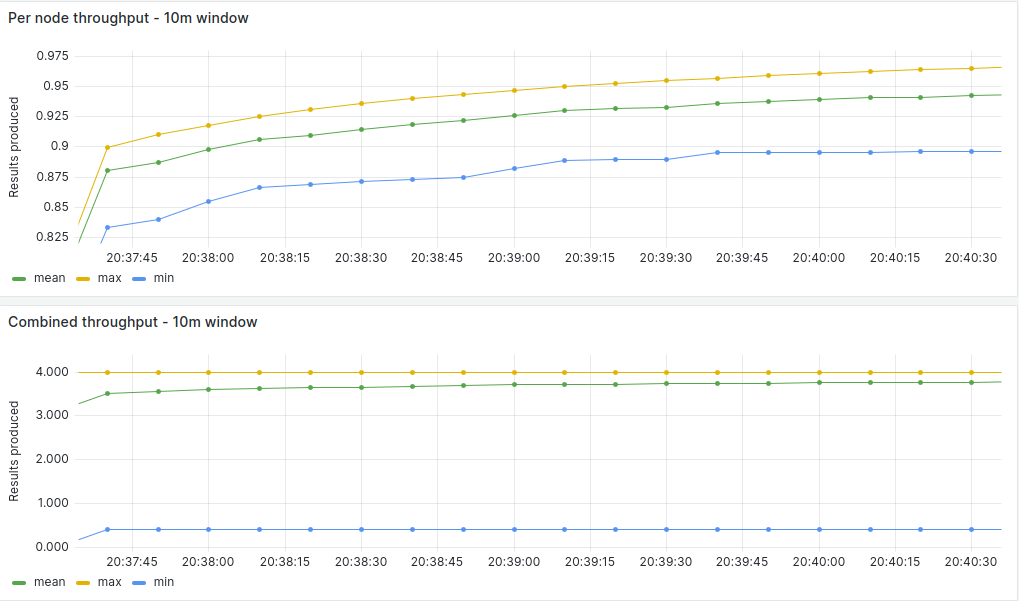 Per node throughput - 10m window
Results produced
0.975
0.95
0.925
0.9
0.875
0.85
0.825
20:37:45 20:38:00 20:38:15 20:38:30 20:38:45 20:39:00 20:39:15 20:39:30 20:39:45 20:40:00 20:40:15 20:40:30
mean max min
Combined throughput - 10m window
Results produced
4.000
3.000
2.000
1.000
0.000
20:37:45 20:38:00 20:38:15 20:38:30 20:38:45 20:39:00 20:39:15 20:39:30 20:39:45 20:40:00 20:40:15 20:40:30
mean max min